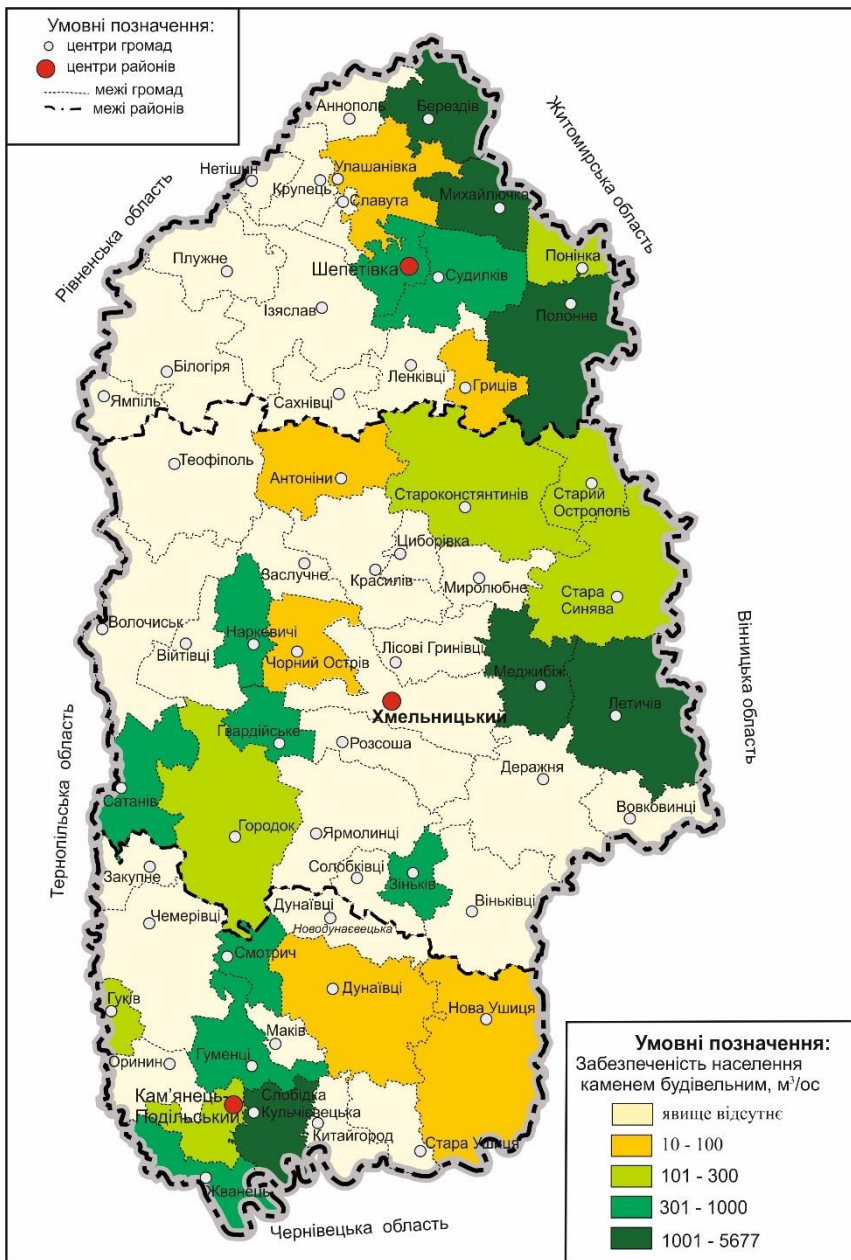 Умовні позначення:
центри громад
центри районів
межі громад
межі районів
Житомирська область
Рівненська область
Тернопільська область
Вінницька область
Чернівецька область
Аннополь
Берездів
Нетішин
Крупець
Улашанівка
Славута
Михайлючка
Плужне
Шепетівка
Судилків
Понінка
Полонне
Ізяслав
Білогіря
Ленківці
Гриців
Ямпіль
Сахнівці
Теофіполь
Антоніни
Староконстянтинів
Старий
Острополь
Циборівка
Заслучне
Красилів
Миролюбне
Стара
Синява
Волочиськ
Війтівці
Наркевичі
Чорний Острів
Лісові Гринівці
Меджибіж
Летичів
Хмельницький
Гвардійське
Розсоша
Деражня
Сатанів
Вовковинці
Городок
Ярмолинці
Солобківці
Зіньків
Закупне
Віньківці
Чемерівці
Дунаївці
Новодунаєвецька
Смотрич
Дунаївці
Гуків
Нова Ушиця
Маків
Оринин
Гуменці
Кам’янець-
Подільський
Слобідка
Кульчієвецька
Китайгород
Стара Ушиця
Жванець
Умовні позначення:
Забезпеченість населення
каменем будівельним, м³/ос
явище відсутнє
10 - 100
101 - 300
301 - 1000
1001 - 5677